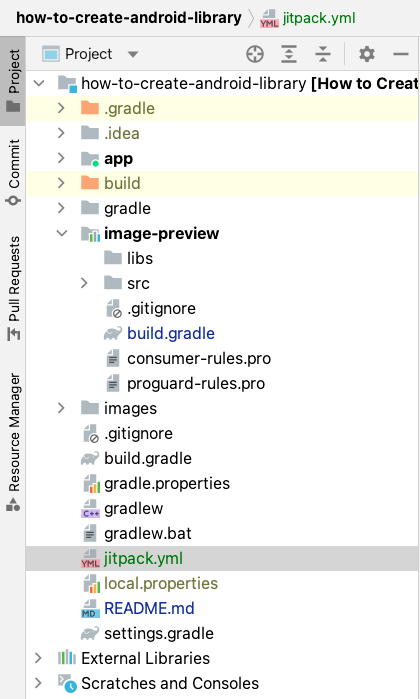 how-to-create-android-library jitpack.yml
Project
Project
Commit
Pull Requests
Resource Manager
how-to-create-android-library [How to Creat
.gradle
.idea
app
build
gradle
image-preview
libs
src
.gitignore
build.gradle
consumer-rules.pro
proguard-rules.pro
images
.gitignore
build.gradle
gradle.properties
C++ gradlew
gradlew.bat
YML jitpack.yml
local.properties
MD README.md
settings.gradle
External Libraries
Scratches and Consoles